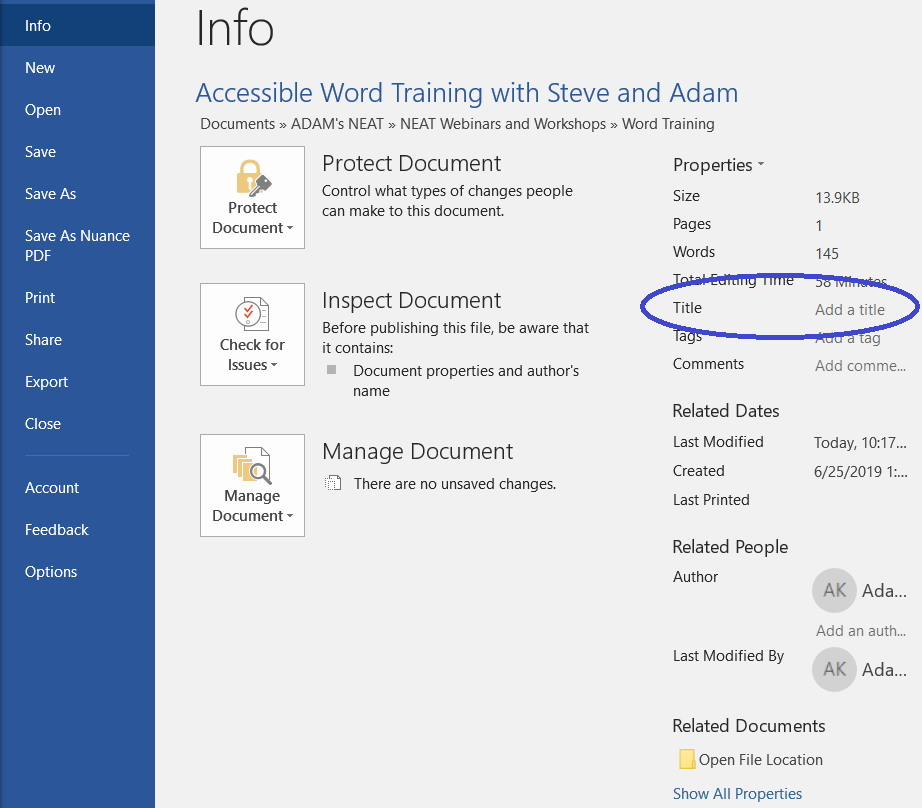 Info
New
Open
Save
Save As
Save As Nuance
PDF
Print
Share
Export
Close
Account
Feedback
Options
Info
Accessible Word Training with Steve and Adam
Documents » ADAM's NEAT » NEAT Webinars and Workshops » Word Training
Protect
Document
Protect Document
Control what types of changes people
can make to this document.
Check for
Issues
Inspect Document
Before publishing this file, be aware that
it contains:
Document properties and author's
name
Manage
Document
Manage Document
There are no unsaved changes.
Properties
Size 13.9KB
Pages 1
Words 145
Total Editing Time 58 Minutes
Title Add a title
Tags Add a tag
Comments Add comme...
Related Dates
Last Modified Today, 10:17...
Created 6/25/2019 1:...
Last Printed
Related People
Author AK Ada...
Add an auth...
Last Modified By AK Ada...
Related Documents
Open File Location
Show All Properties